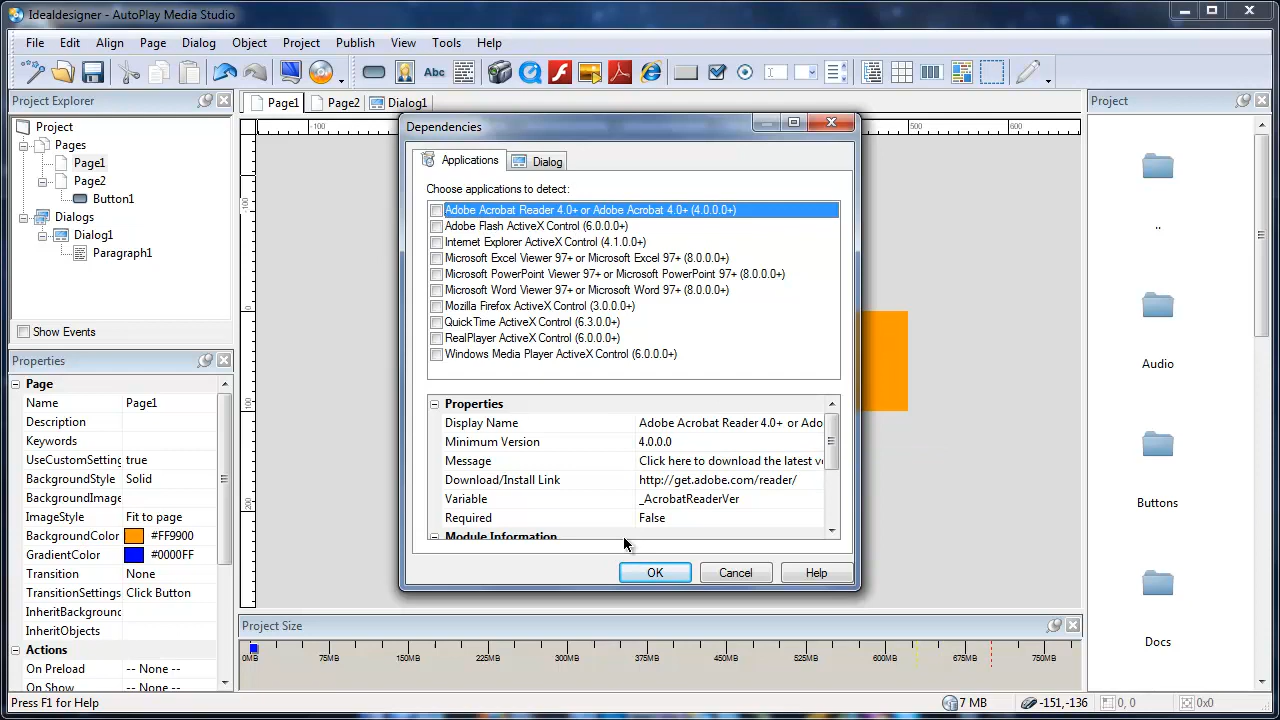 Idealdesigner - AutoPlay Media Studio
File Edit Align Page Dialog Object Project Publish View Tools Help
Abc
Project Explorer
Project
Pages
Page1
Page2
Button1
Dialogs
Dialog1
Paragraph1
Show Events
Properties
Page
Name Page1
Description
Keywords
UseCustomSetting true
BackgroundStyle Solid
BackgroundImage
ImageStyle Fit to page
BackgroundColor #FF9900
GradientColor #0000FF
Transition None
TransitionSettings Click Button
InheritBackground
InheritObjects
Actions
On Preload -- None --
On Show -- None --
Page1 Page2 Dialog1
-100 500 600
-100
0
100
200
Dependencies
Applications Dialog
Choose applications to detect:
Adobe Acrobat Reader 4.0+ or Adobe Acrobat 4.0+ (4.0.0.0+)
Adobe Flash ActiveX Control (6.0.0.0+)
Internet Explorer ActiveX Control (4.1.0.0+)
Microsoft Excel Viewer 97+ or Microsoft Excel 97+ (8.0.0.0+)
Microsoft PowerPoint Viewer 97+ or Microsoft PowerPoint 97+ (8.0.0.0+)
Microsoft Word Viewer 97+ or Microsoft Word 97+ (8.0.0.0+)
Mozilla Firefox ActiveX Control (3.0.0.0+)
QuickTime ActiveX Control (6.3.0.0+)
RealPlayer ActiveX Control (6.0.0.0+)
Windows Media Player ActiveX Control (6.0.0.0+)
Properties
Display Name Adobe Acrobat Reader 4.0+ or Ado
Minimum Version 4.0.0.0
Message Click here to download the latest ve
Download/Install Link http://get.adobe.com/reader/
Variable _AcrobatReaderVer
Required False
Module Information
OK Cancel Help
Project Size
0MB 75MB 150MB 225MB 300MB 375MB 450MB 525MB 600MB 675MB 750MB
Project
..
Audio
Buttons
Docs
Press F1 for Help 7 MB -151,-136 0, 0 0x0